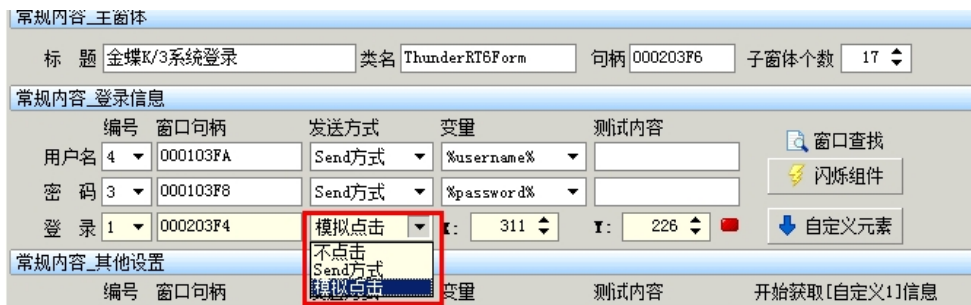 常规内容_主窗体
标 题 金蝶K/3系统登录 类名 ThunderRT6Form 句柄 000203F6 子窗体个数 17
常规内容_登录信息
编号 窗口句柄 发送方式 变量 测试内容
窗口查找
用户名 4 000103FA Send方式 %username%
闪烁组件
密 码 3 000103F8 Send方式 %password%
登 录 1 000203F4 模拟点击 X: 311 Y: 226 自定义元素
不点击
Send方式
模拟点击
常规内容_其他设置
编号 窗口句柄 变量 测试内容 开始获取[自定义1]信息